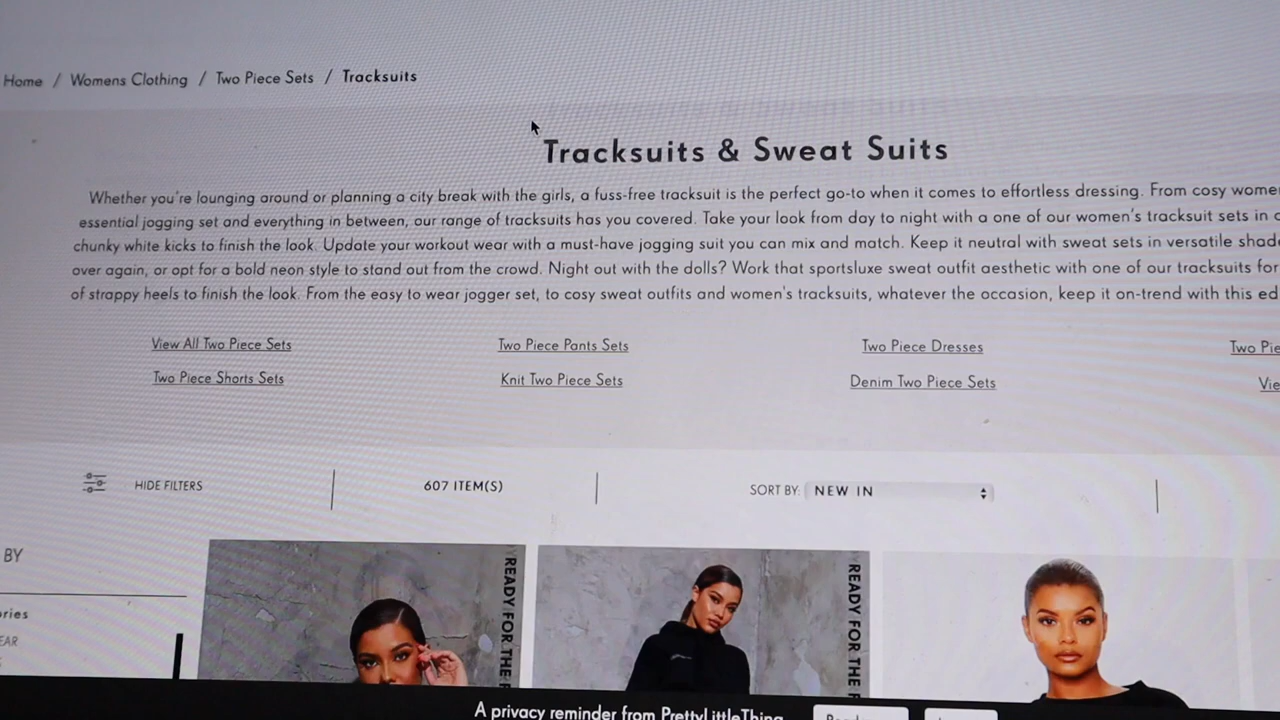 Home / Womens Clothing / Two Piece Sets / Tracksuits
Tracksuits & Sweat Suits
Whether you're lounging around or planning a city break with the girls, a fuss-free tracksuit is the perfect go-to when it comes to effortless dressing. From cosy
essential jogging set and everything in between, our range of tracksuits has you covered. Take your look from day to night with a one of our women's tracksuit sets in
chunky white kicks to finish the look. Update your workout wear with a must-have jogging suit you can mix and match. Keep it neutral with sweat sets in versatile
over again, or opt for a bold neon style to stand out from the crowd. Night out with the dolls? Work that sportsluxe sweat outfit aesthetic with one of our tracksuits for
of strappy heels to finish the look. From the easy to wear jogger set, to cosy sweat outfits and women's tracksuits, whatever the occasion, keep it on-trend with this
View All Two Piece Sets Two Piece Pants Sets Two Piece Dresses Two
Two Piece Shorts Sets Knit Two Piece Sets Denim Two Piece Sets
HIDE FILTERS 607 ITEM(S) SORT BY: NEW IN
BY
READY FOR THE
READY FOR THE
A privacy reminder from PrettyLittleThing